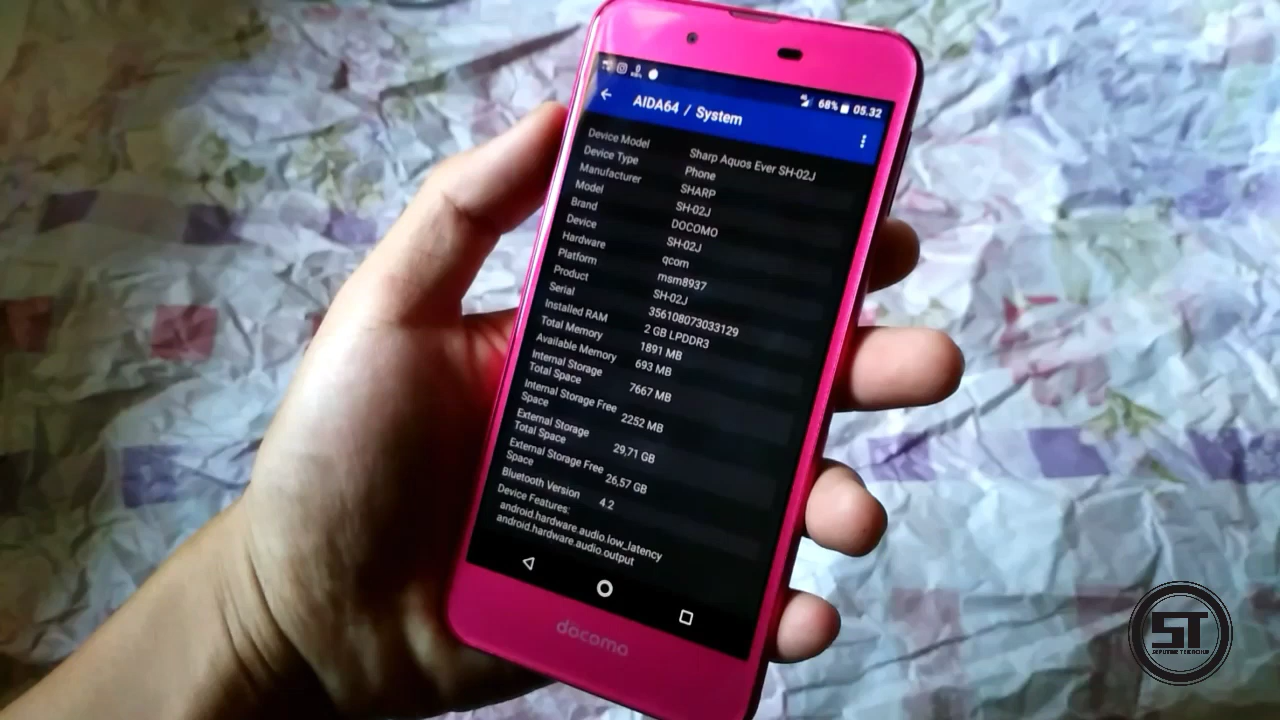 68% 05.32
AIDA64 / System
Device Model Sharp Aquos Ever SH-02J
Device Type Phone
Manufacturer SHARP
Model SH-02J
Brand DOCOMO
Device SH-02J
Hardware qcom
Platform msm8937
Product SH-02J
Serial 356108073033129
Installed RAM 2 GB LPDDR3
Total Memory 1891 MB
Available Memory 693 MB
Internal Storage
Total Space 7667 MB
Internal Storage Free
Space 2252 MB
External Storage
Total Space 29,71 GB
External Storage Free
Space 26,57 GB
Bluetooth Version 4.2
Device Features:
android.hardware.audio.low_latency
android.hardware.audio.output
docomo
ST